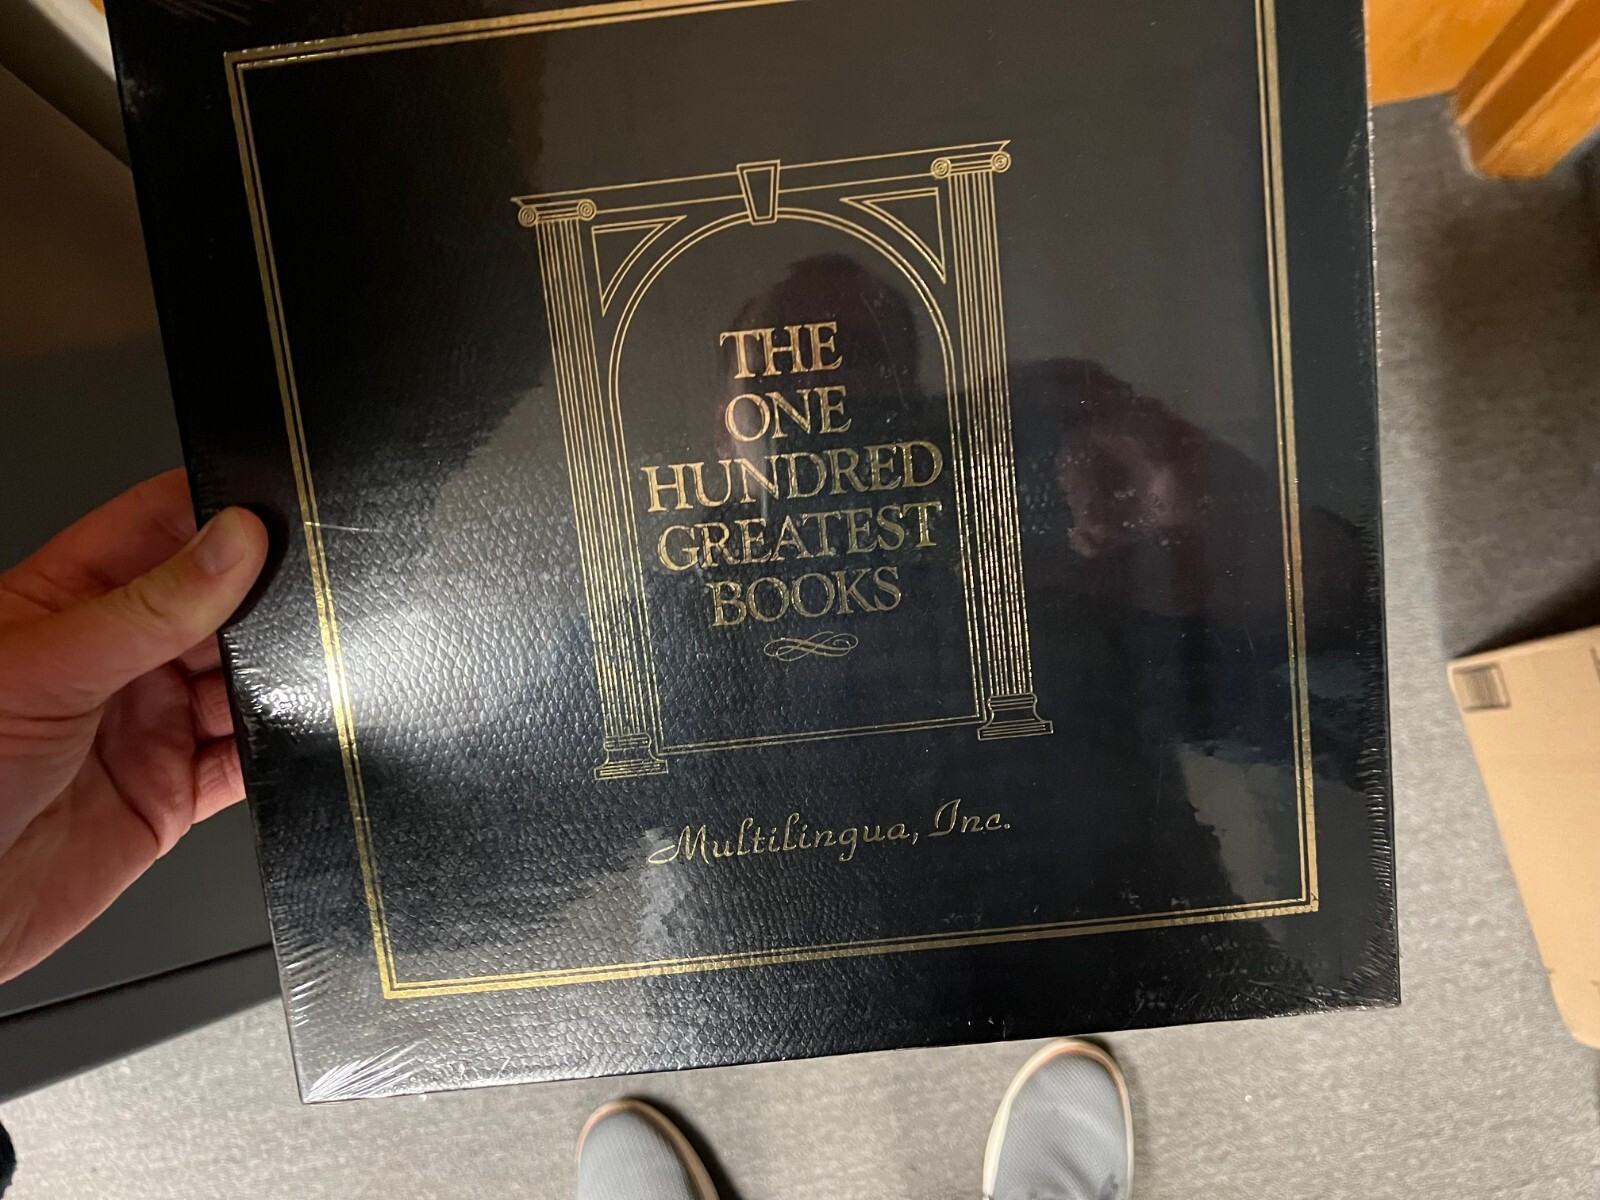 THE
ONE
HUNDRED
GREATEST
BOOKS
Multilingua, Inc.